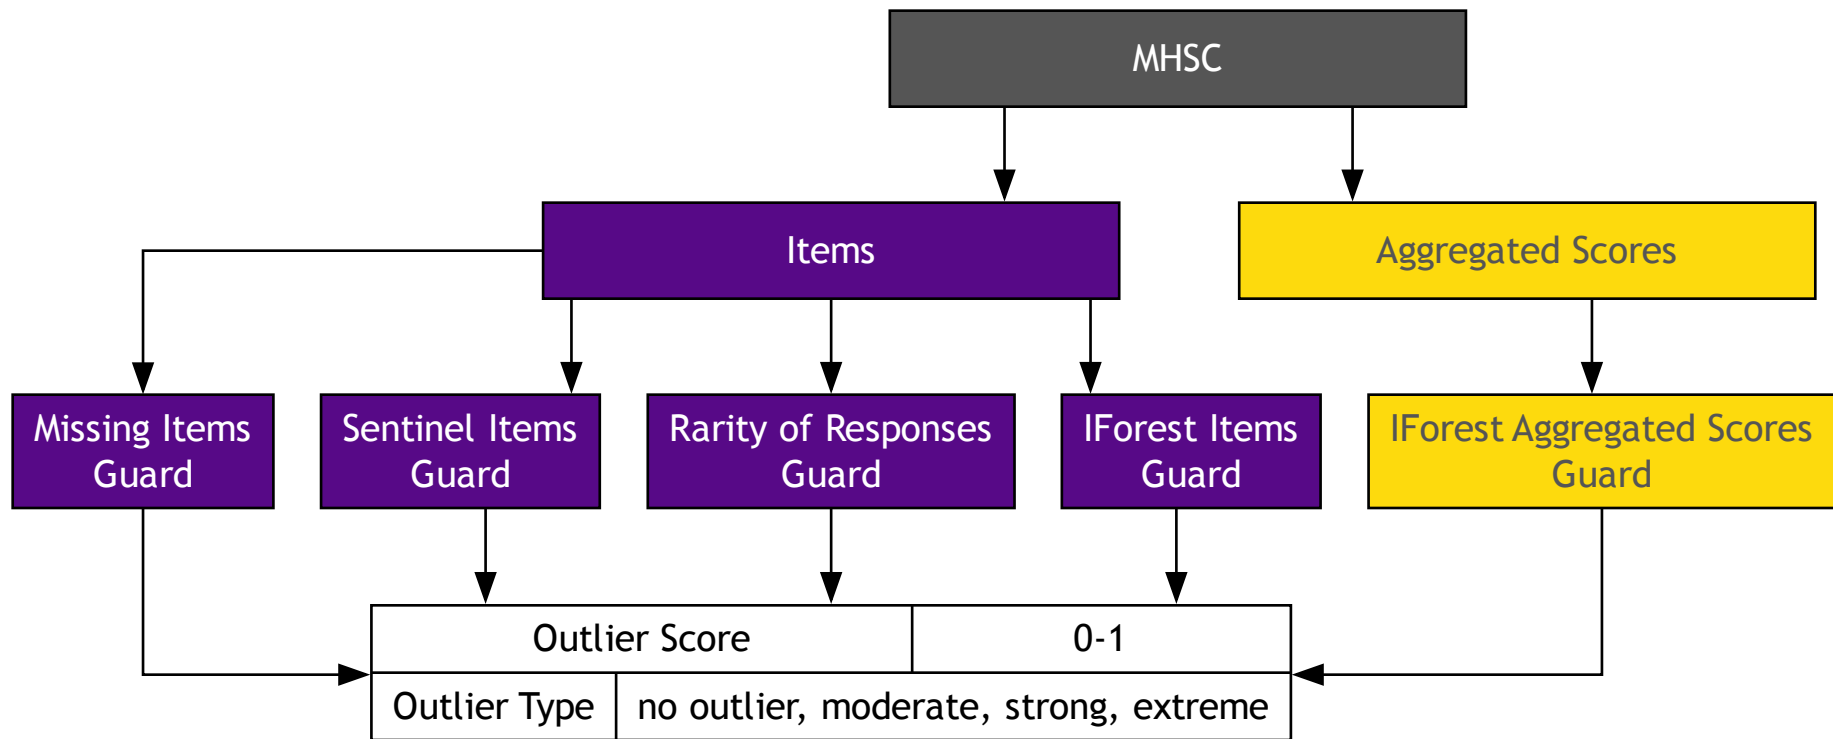 MHSC
Items
Aggregated Scores
Missing Items
Guard
Sentinel Items
Guard
Rarity of Responses
Guard
IForest Items
Guard
IForest Aggregated Scores
Guard
Outlier Score
0-1
Outlier Type
no outlier, moderate, strong, extreme